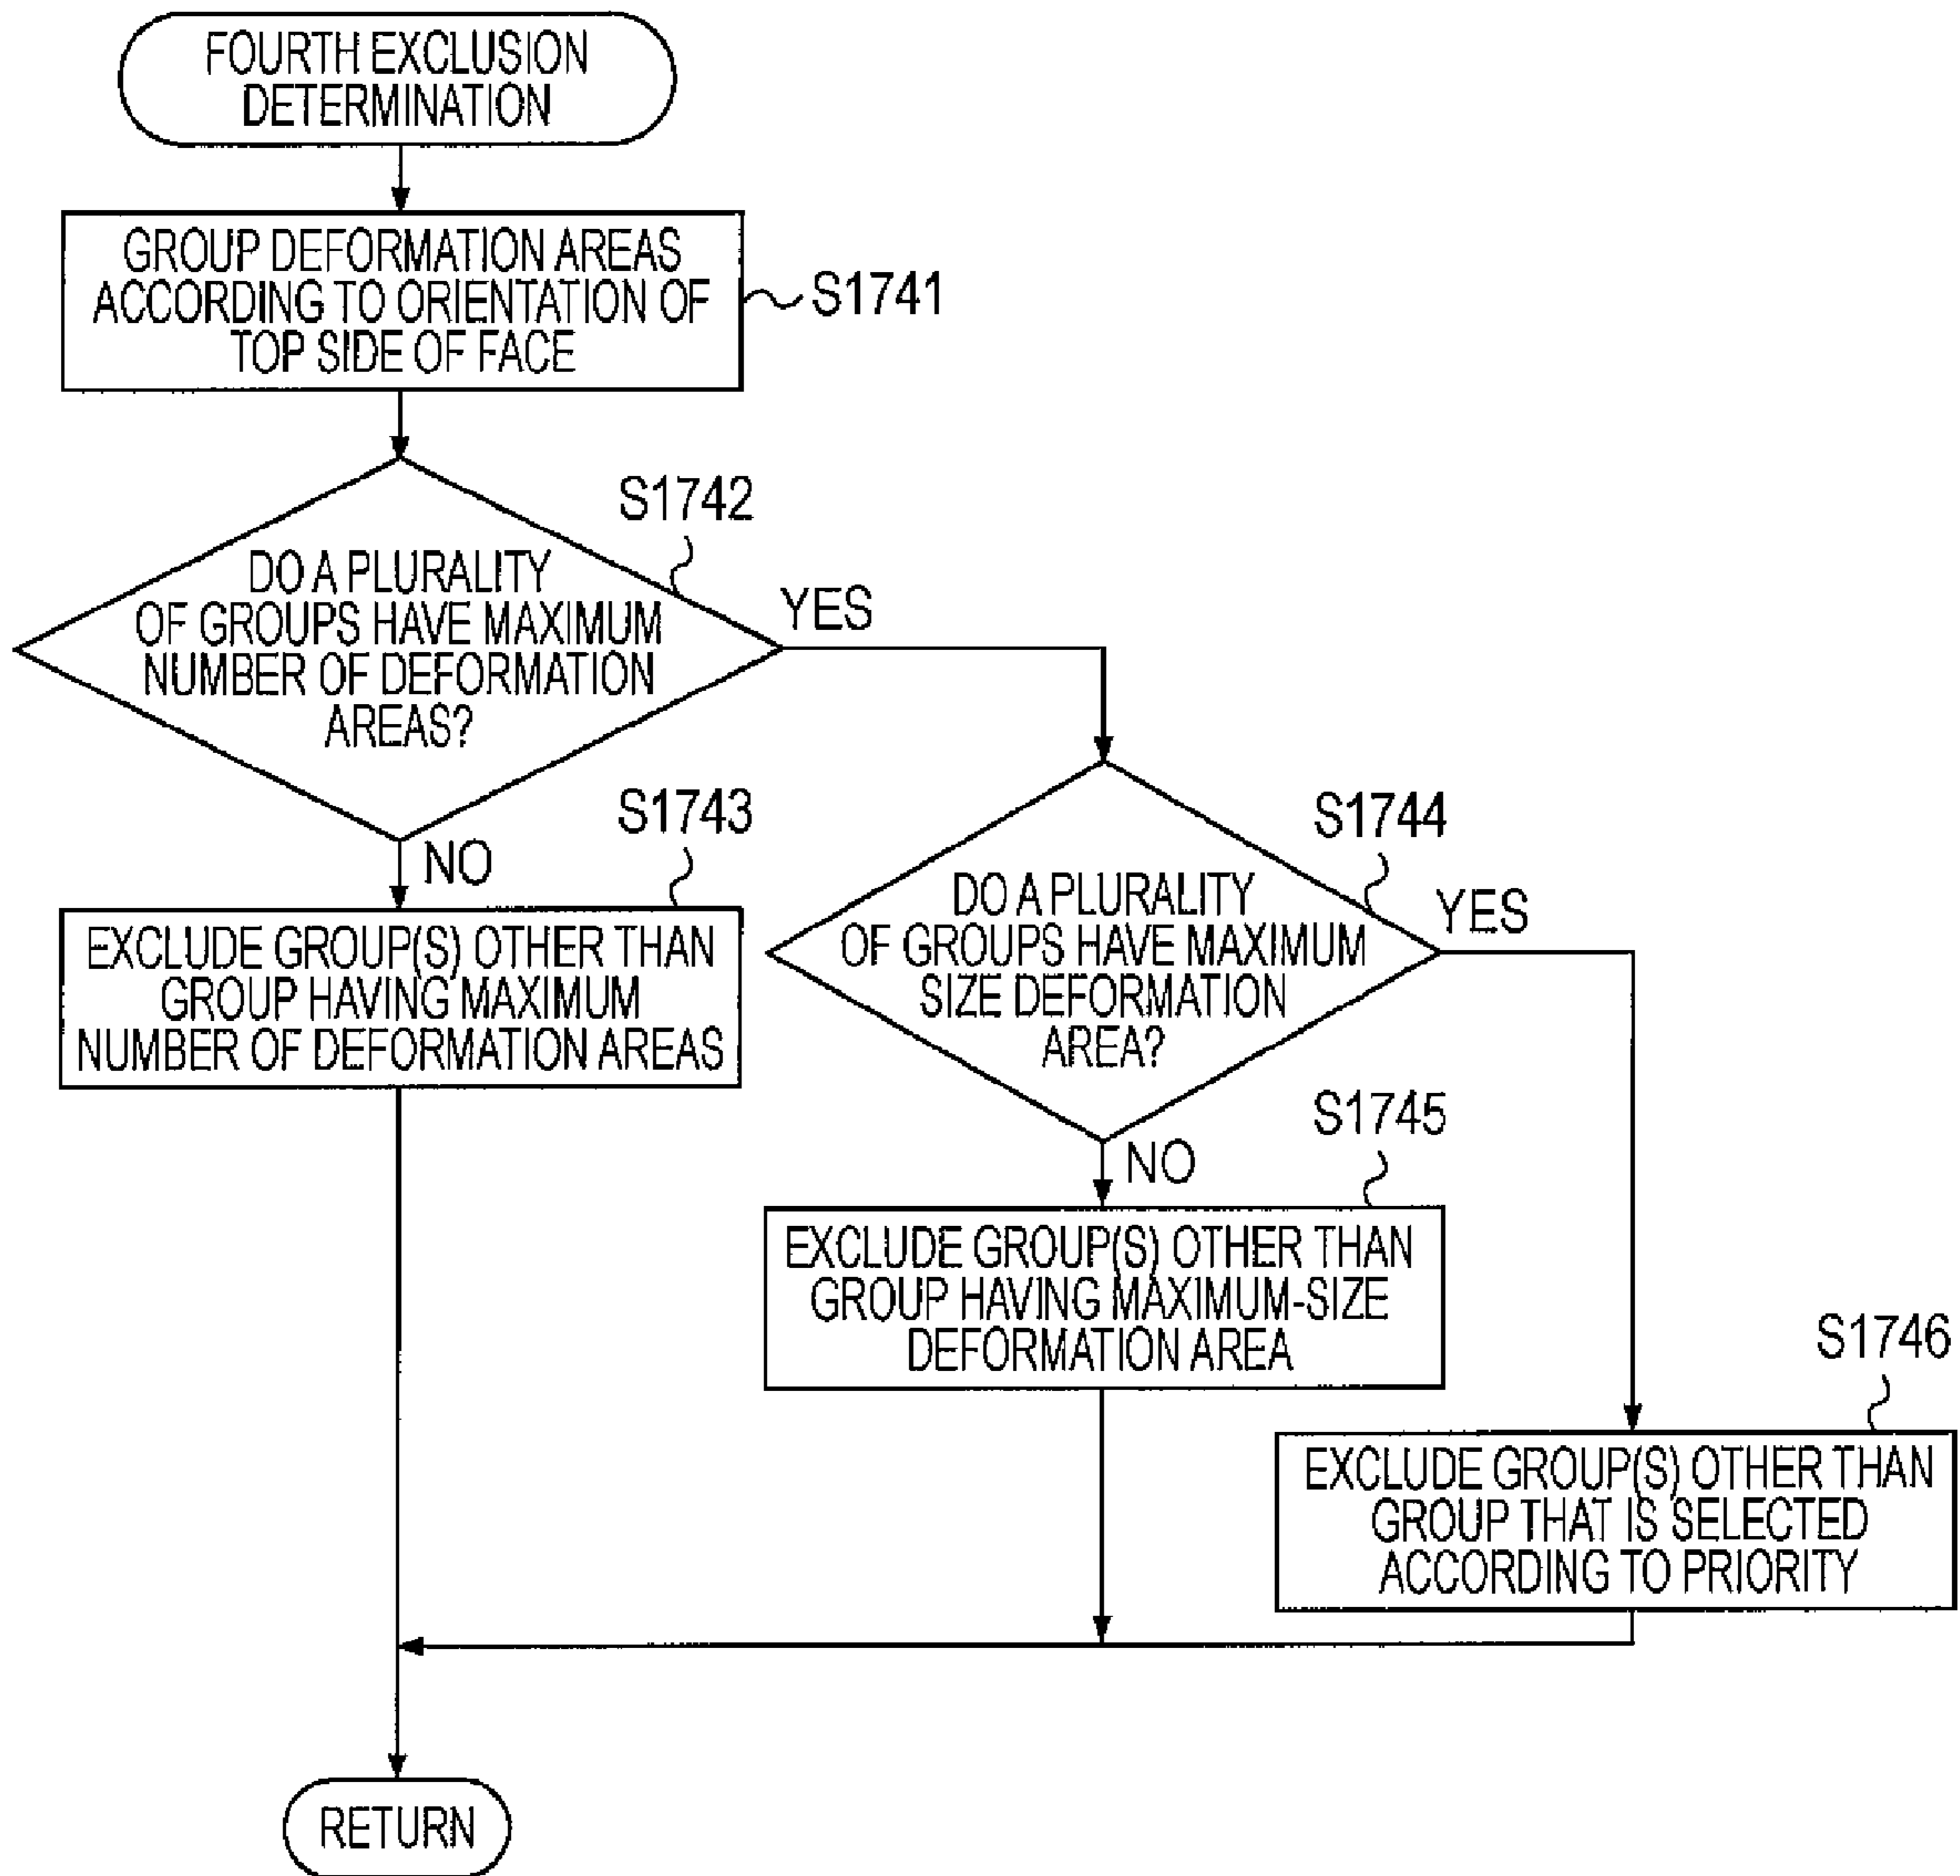 FOURTH EXCLUSION
DETERMINATION
GROUP DEFORMATION AREAS
ACCORDING TO ORIENTATION OF
TOP SIDE OF FACE
S1741
S1742
DO A PLURALITY
OF GROUPS HAVE MAXIMUM
NUMBER OF DEFORMATION
AREAS?
YES
NO
S1743
EXCLUDE GROUP(S) OTHER THAN
GROUP HAVING MAXIMUM
NUMBER OF DEFORMATION AREAS
S1744
DO A PLURALITY
OF GROUPS HAVE MAXIMUM
SIZE DEFORMATION
AREA?
YES
NO
S1745
EXCLUDE GROUP(S) OTHER THAN
GROUP HAVING MAXIMUM-SIZE
DEFORMATION AREA
S1746
EXCLUDE GROUP(S) OTHER THAN
GROUP THAT IS SELECTED
ACCORDING TO PRIORITY
RETURN